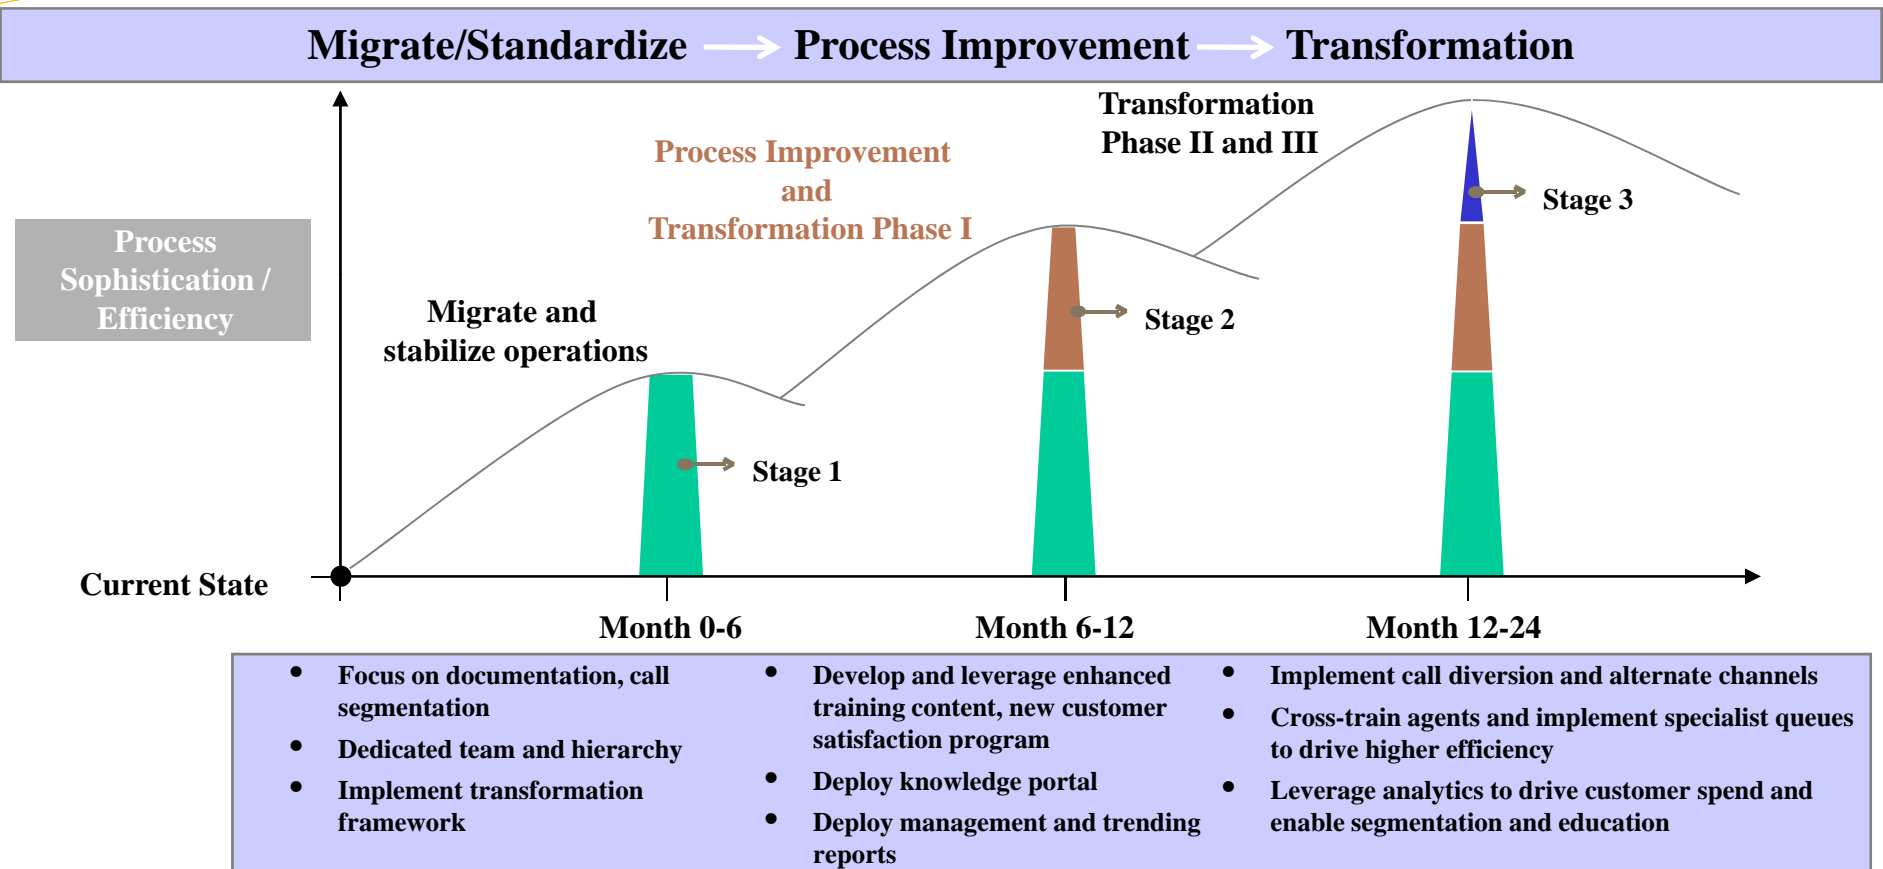 Migrate/Standardize Process Improvement Transformation
Transformation
Phase II and III
Process Improvement
and
Transformation Phase I
Stage 3
Process
Sophistication /
Efficiency
Migrate and
stabilize operations
Stage 2
Stage 1
Current State
Month 0-6
Month 6-12
Month 12-24
• Focus on documentation, call
segmentation
• Dedicated team and hierarchy
• Implement transformation
framework
• Develop and leverage enhanced
training content, new customer
satisfaction program
• Deploy knowledge portal
• Deploy management and trending
reports
• Implement call diversion and alternate channels
• Cross-train agents and implement specialist queues
to drive higher efficiency
• Leverage analytics to drive customer spend and
enable segmentation and education